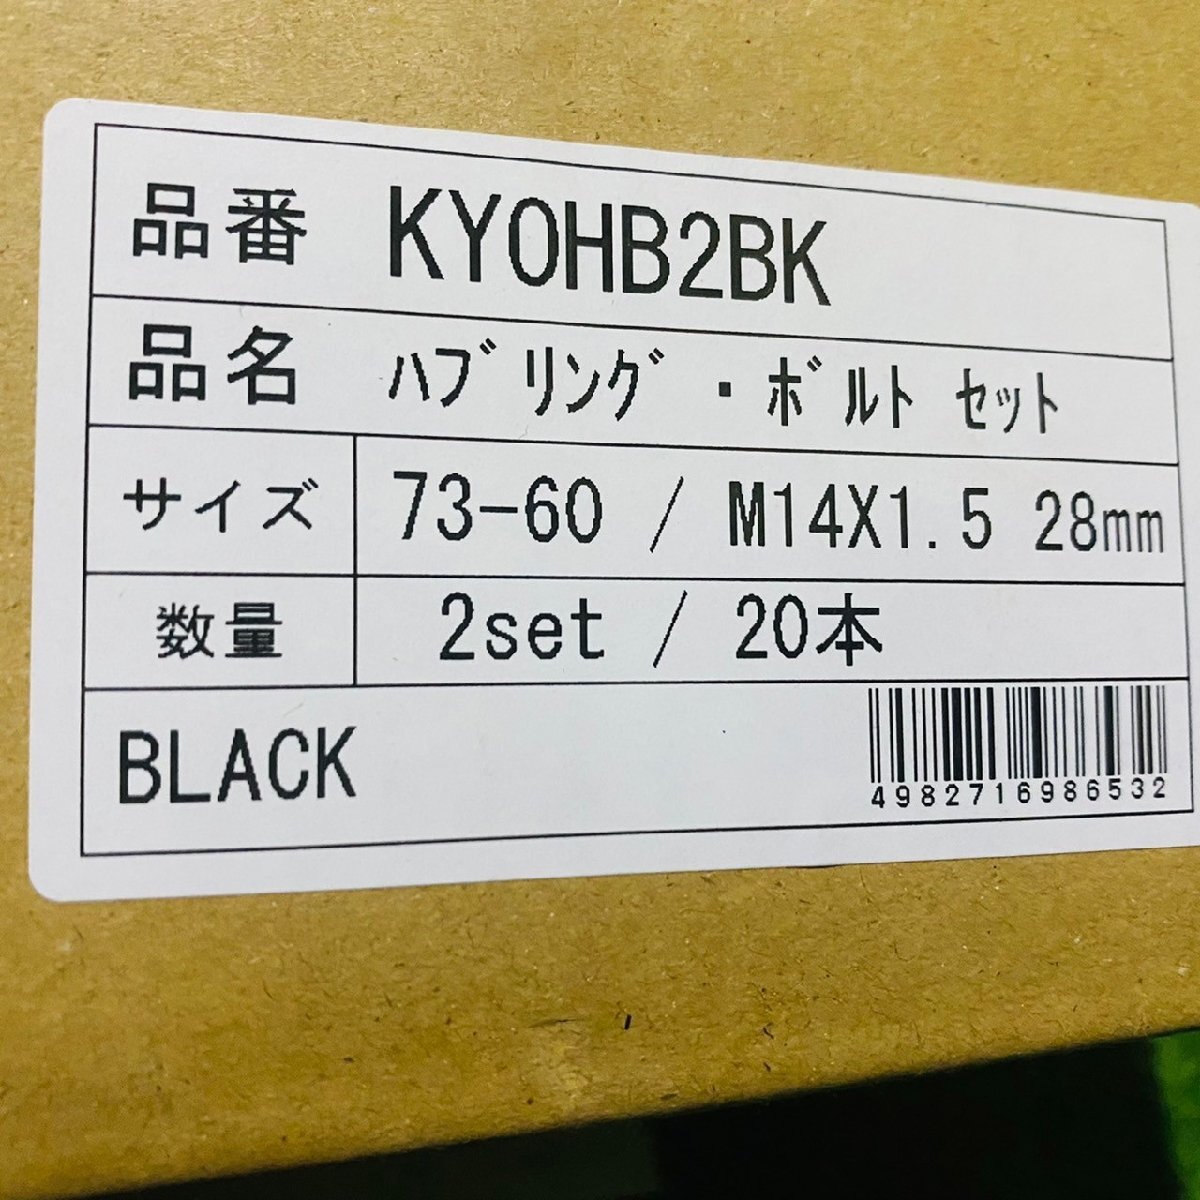 品番 KYOHB2BK
品名 ﾊﾌﾞﾘﾝｸﾞ・ﾎﾞﾙﾄ ｾｯﾄ
サイズ 73-60 / M14X1.5 28mm
数量 2set / 20本
BLACK
4982716986532